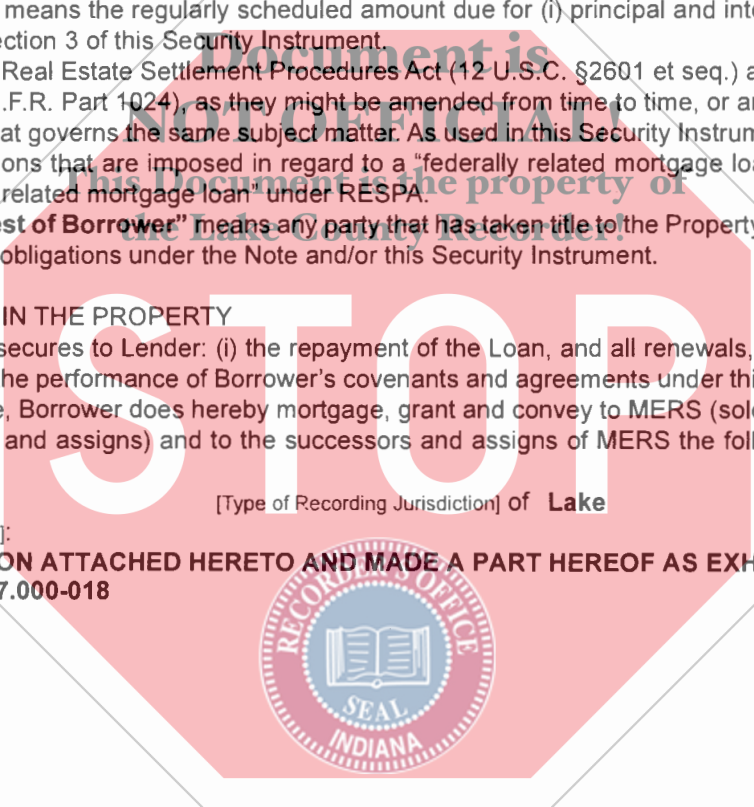 means the regularly scheduled amount due for (i) principal and int
ction 3 of this Security Instrument.
Document is
Real Estate Settlement Procedures Act (12 U.S.C. §2601 et seq.) a
.F.R. Part 1024), as they might be amended from time to time, or a
NOT OFFICIAL!
at governs the same subject matter. As used in this Security Instrum
ons that are imposed in regard to a “federally related mortgage loa
This Document is the property of
related mortgage loan” under RESPA.
est of Borrower” means any party that has taken title to the Property
the Lake County Recorder!
obligations under the Note and/or this Security Instrument.
IN THE PROPERTY
STOP
secures to Lender: (i) the repayment of the Loan, and all renewals,
he performance of Borrower’s covenants and agreements under thi
e, Borrower does hereby mortgage, grant and convey to MERS (sol
and assigns) and to the successors and assigns of MERS the foll
[Type of Recording Jurisdiction] of Lake
]:
ON ATTACHED HERETO AND MADE A PART HEREOF AS EXH
7.000-018
RECORDER'S OFFICE
SEAL
INDIANA